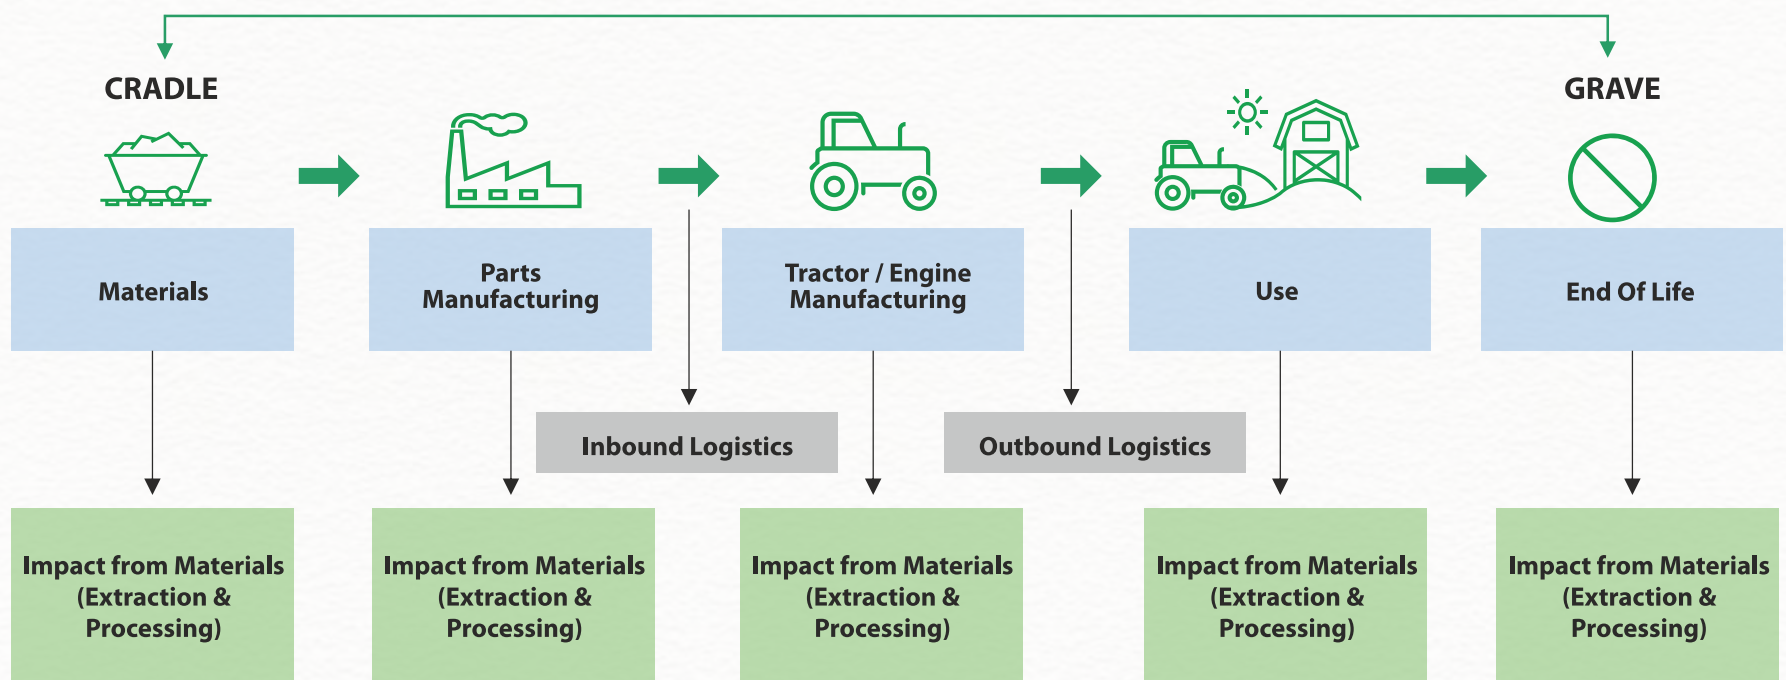 CRADLE
GRAVE
Materials
Parts
Manufacturing
Tractor / Engine
Manufacturing
Use
End Of Life
Inbound Logistics
Outbound Logistics
Impact from Materials
(Extraction &
Processing)
Impact from Materials
(Extraction &
Processing)
Impact from Materials
(Extraction &
Processing)
Impact from Materials
(Extraction &
Processing)
Impact from Materials
(Extraction &
Processing)